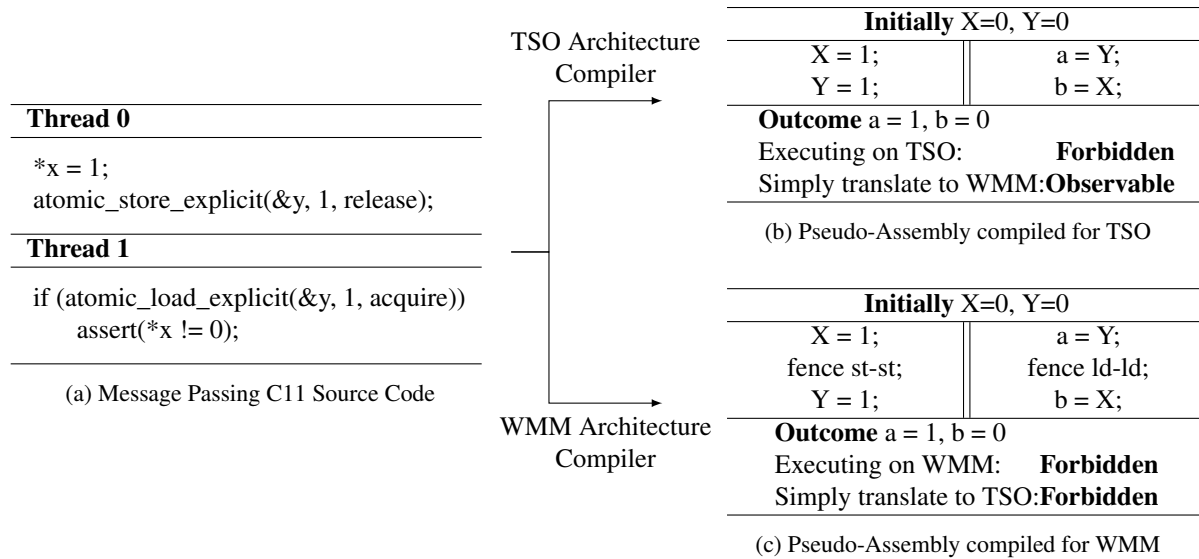 Thread 0
*x = 1;
atomic_store_explicit(&y, 1, release);
Thread 1
if (atomic_load_explicit(&y, 1, acquire))
assert(*x != 0);
(a) Message Passing C11 Source Code
TSO Architecture
Compiler
WMM Architecture
Compiler
Initially X=0, Y=0
X = 1; a = Y;
Y = 1; b = X;
Outcome a = 1, b = 0
Executing on TSO: Forbidden
Simply translate to WMM:Observable
(b) Pseudo-Assembly compiled for TSO
Initially X=0, Y=0
X = 1; a = Y;
fence st-st; fence ld-ld;
Y = 1; b = X;
Outcome a = 1, b = 0
Executing on WMM: Forbidden
Simply translate to TSO:Forbidden
(c) Pseudo-Assembly compiled for WMM